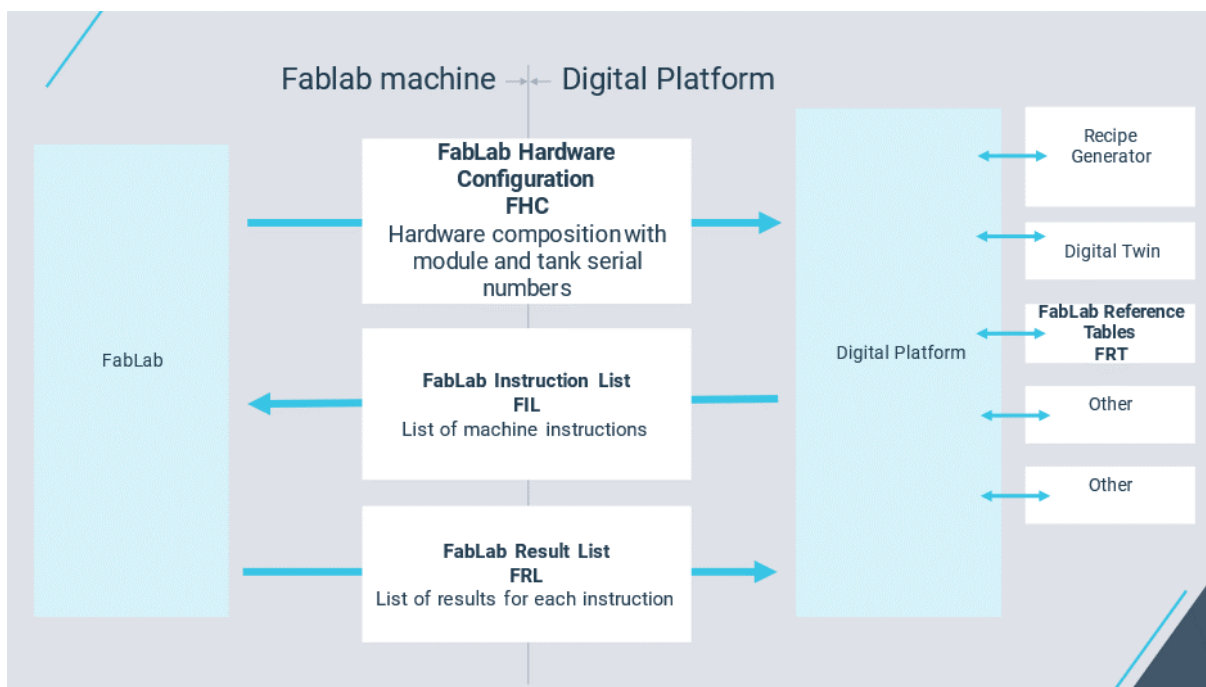 Fablab machine
Digital Platform
FabLab Hardware
Configuration
FHC
Hardware composition with
module and tank serial
numbers
FabLab
FabLab Instruction List
FIL
List of machine instructions
FabLab Result List
FRL
List of results for each instruction
Digital Platform
Recipe
Generator
Digital Twin
FabLab Reference
Tables
FRT
Other
Other